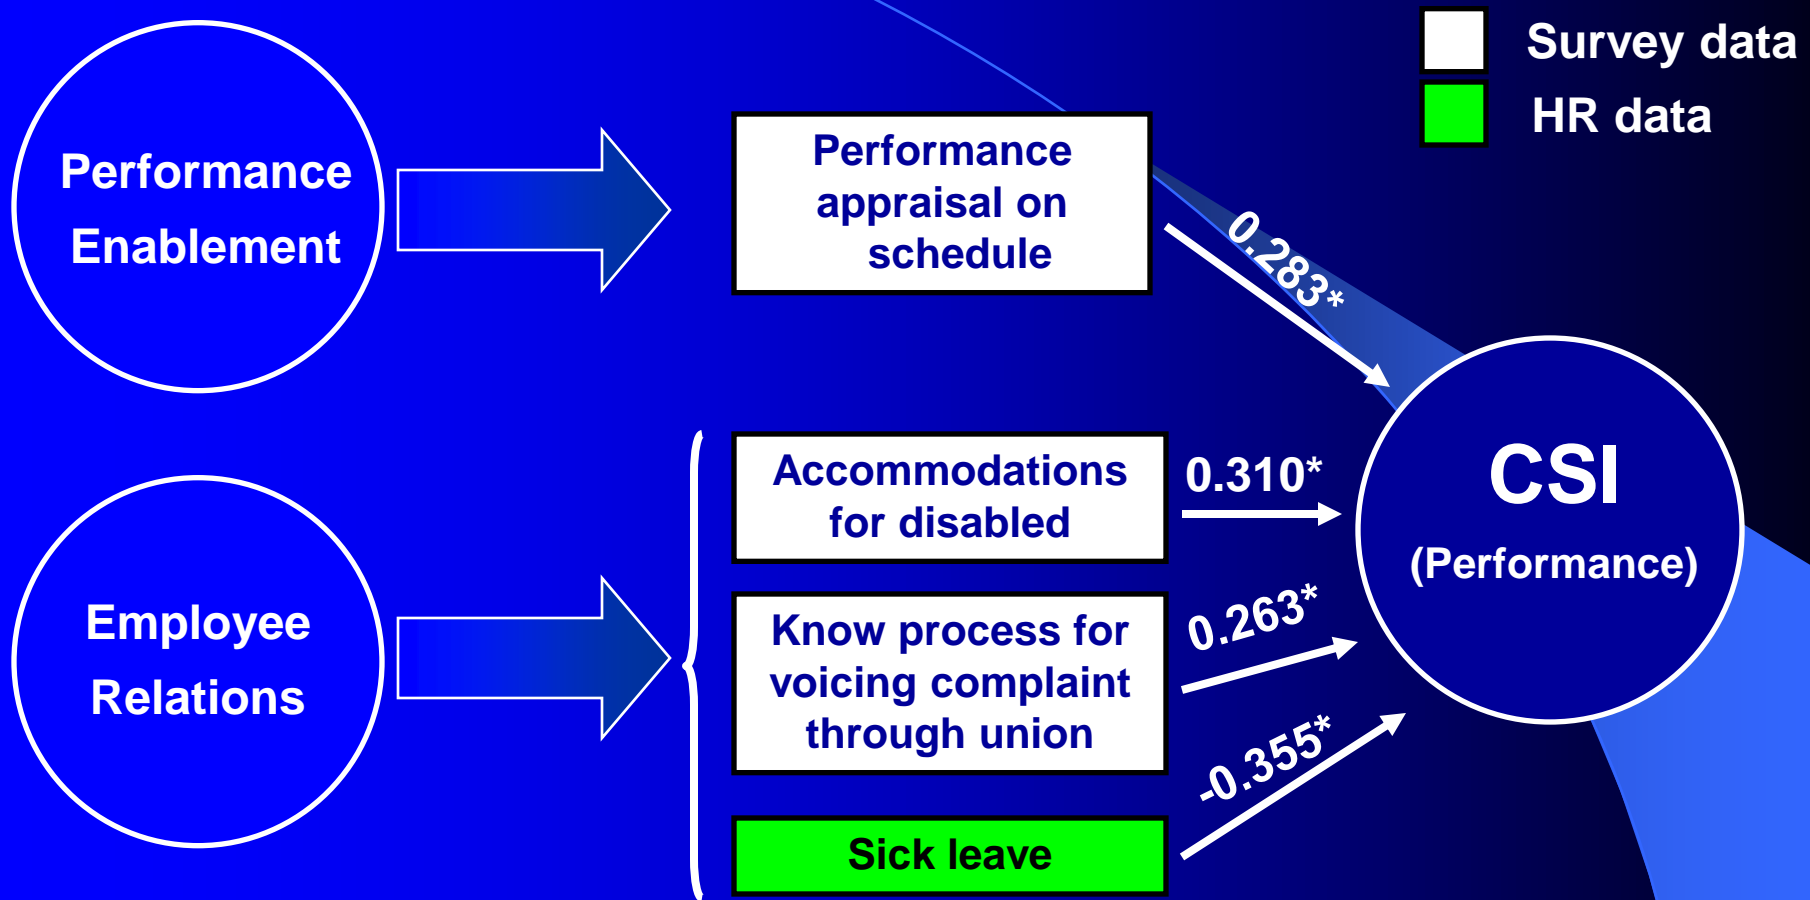 Survey data
HR data
Performance
Enablement
Performance
appraisal on
schedule
0.283*
Employee
Relations
Accommodations
for disabled
0.310*
Know process for
voicing complaint
through union
0.263*
Sick leave
-0.355*
CSI
(Performance)